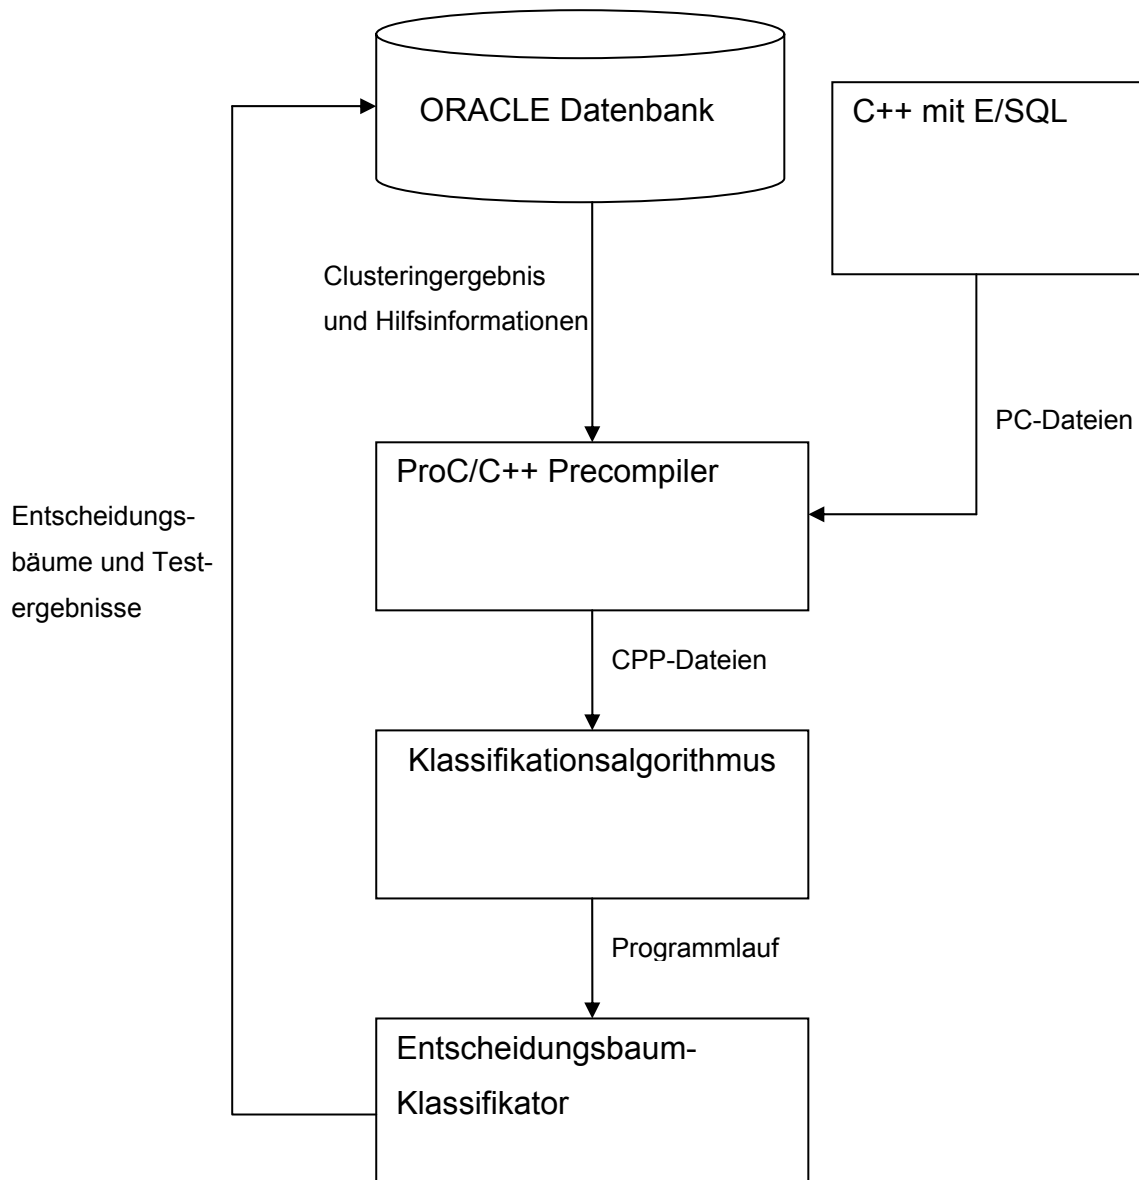 ORACLE Datenbank
C++ mit E/SQL
Clusteringergebnis
und Hilfsinformationen
PC-Dateien
ProC/C++ Precompiler
Entscheidungs-
bäume und Test-
ergebnisse
CPP-Dateien
Klassifikationsalgorithmus
Programmlauf
Entscheidungsbaum-
Klassifikator